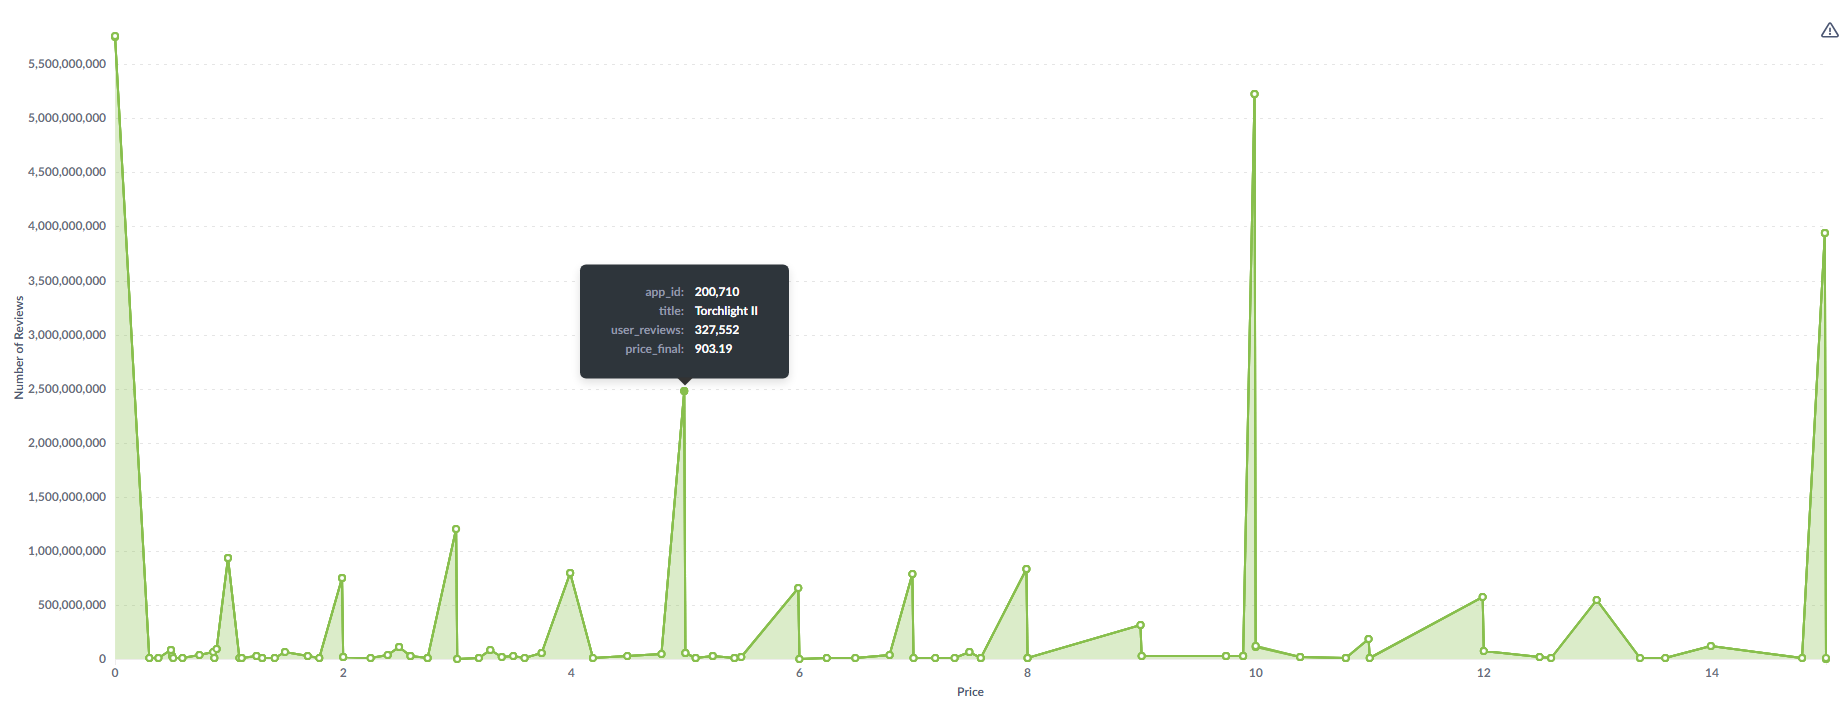 5,500,000,000
5,000,000,000
4,500,000,000
4,000,000,000
3,500,000,000
3,000,000,000
2,500,000,000
2,000,000,000
1,500,000,000
1,000,000,000
500,000,000
0
Number of Reviews
app_id: 200,710
title: Torchlight II
user_reviews: 327,552
price_final: 903.19
0 2 4 6 8 10 12 14
Price